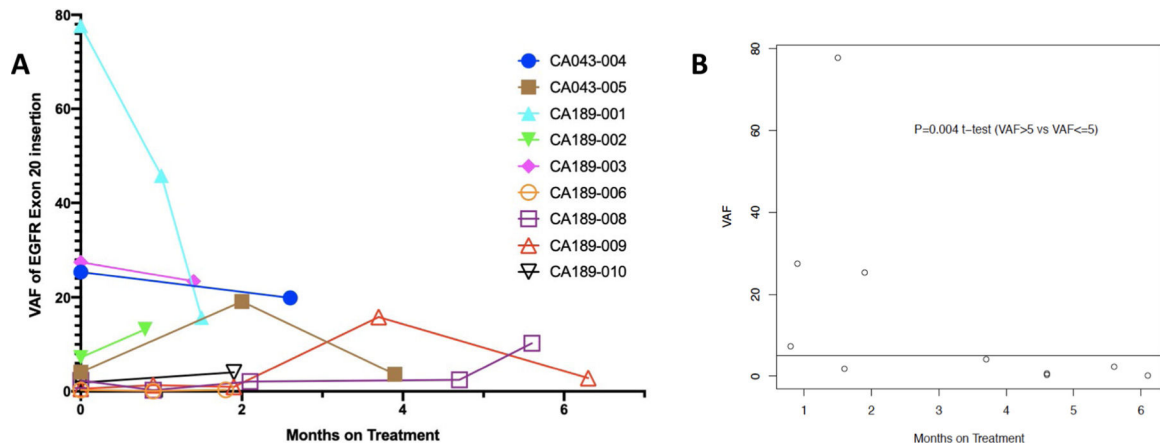 A
VAF of EGFR Exon 20 insertion
80
60
40
20
0
0
2
4
6
Months on Treatment
CA043-004
CA043-005
CA189-001
CA189-002
CA189-003
CA189-006
CA189-008
CA189-009
CA189-010
B
VAF
80
60
40
20
0
P=0.004 t-test (VAF>5 vs VAF<=5)
1
2
3
4
5
6
Months on Treatment